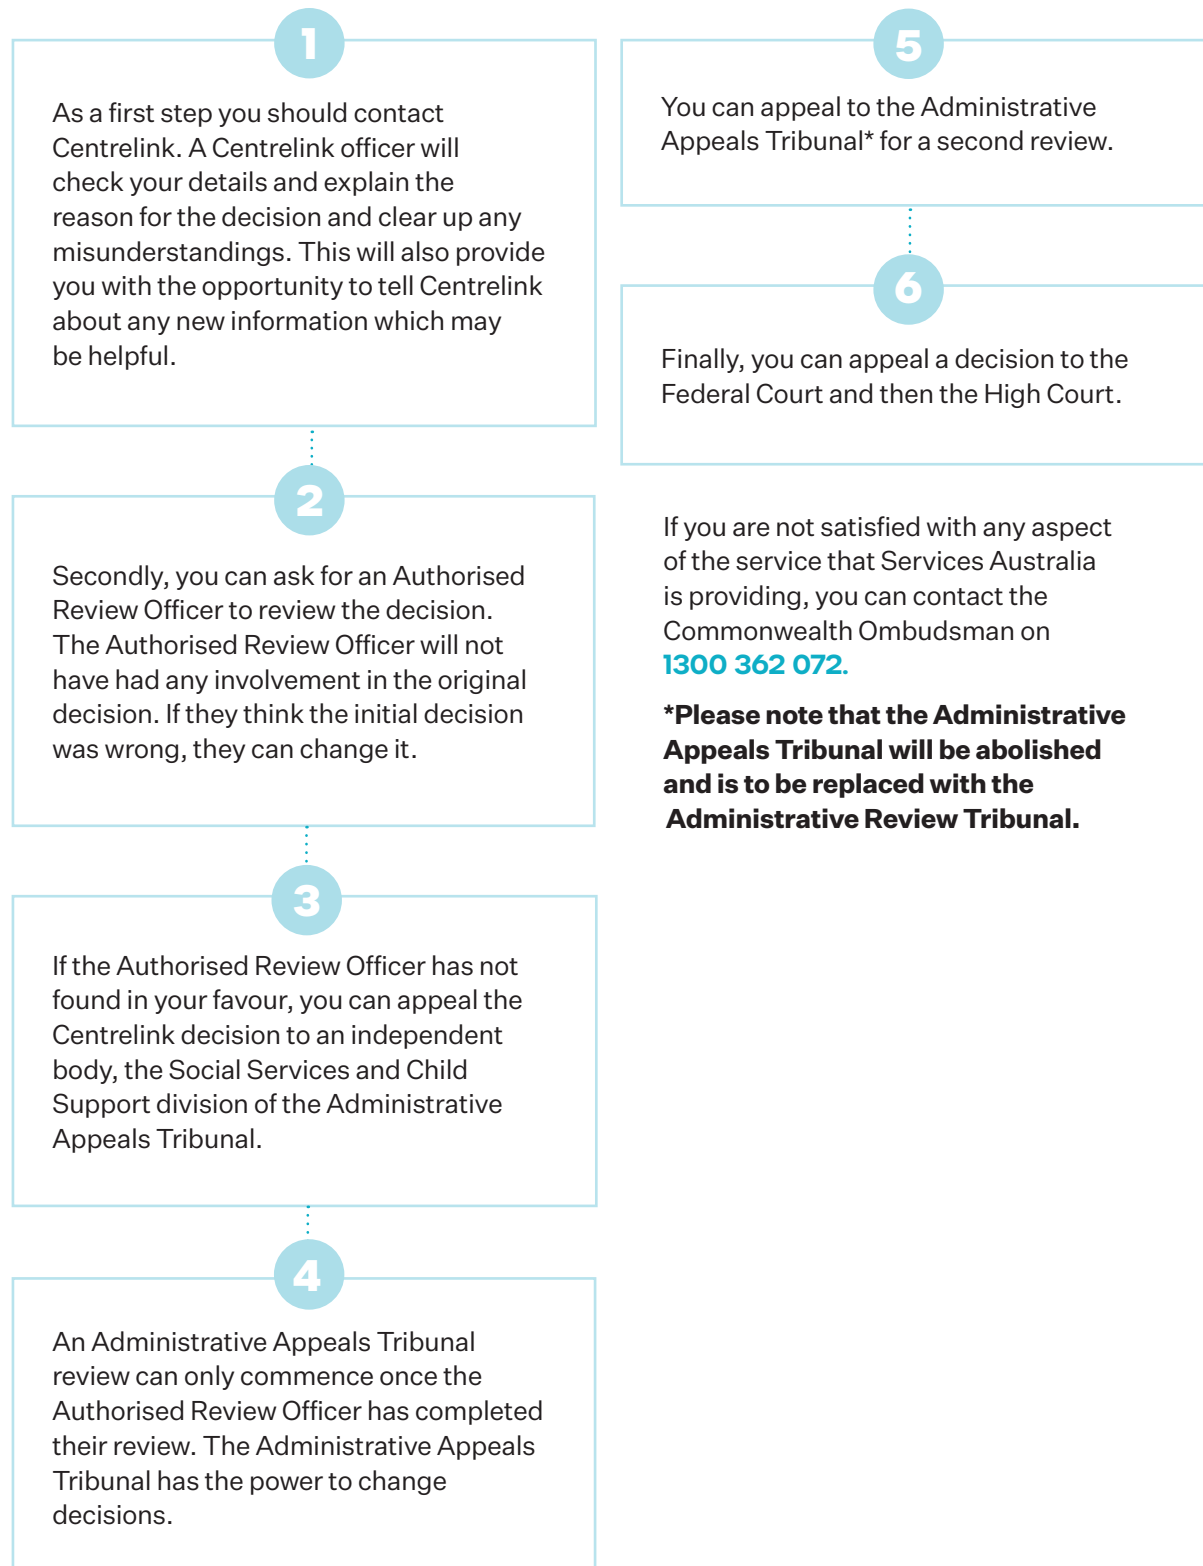 1
As a first step you should contact
Centrelink. A Centrelink officer will
check your details and explain the
reason for the decision and clear up any
misunderstandings. This will also provide
you with the opportunity to tell Centrelink
about any new information which may
be helpful.
2
Secondly, you can ask for an Authorised
Review Officer to review the decision.
The Authorised Review Officer will not
have had any involvement in the original
decision. If they think the initial decision
was wrong, they can change it.
3
If the Authorised Review Officer has not
found in your favour, you can appeal the
Centrelink decision to an independent
body, the Social Services and Child
Support division of the Administrative
Appeals Tribunal.
4
An Administrative Appeals Tribunal
review can only commence once the
Authorised Review Officer has completed
their review. The Administrative Appeals
Tribunal has the power to change
decisions.
5
You can appeal to the Administrative
Appeals Tribunal* for a second review.
6
Finally, you can appeal a decision to the
Federal Court and then the High Court.
If you are not satisfied with any aspect
of the service that Services Australia
is providing, you can contact the
Commonwealth Ombudsman on
1300 362 072.
*Please note that the Administrative
Appeals Tribunal will be abolished
and is to be replaced with the
Administrative Review Tribunal.